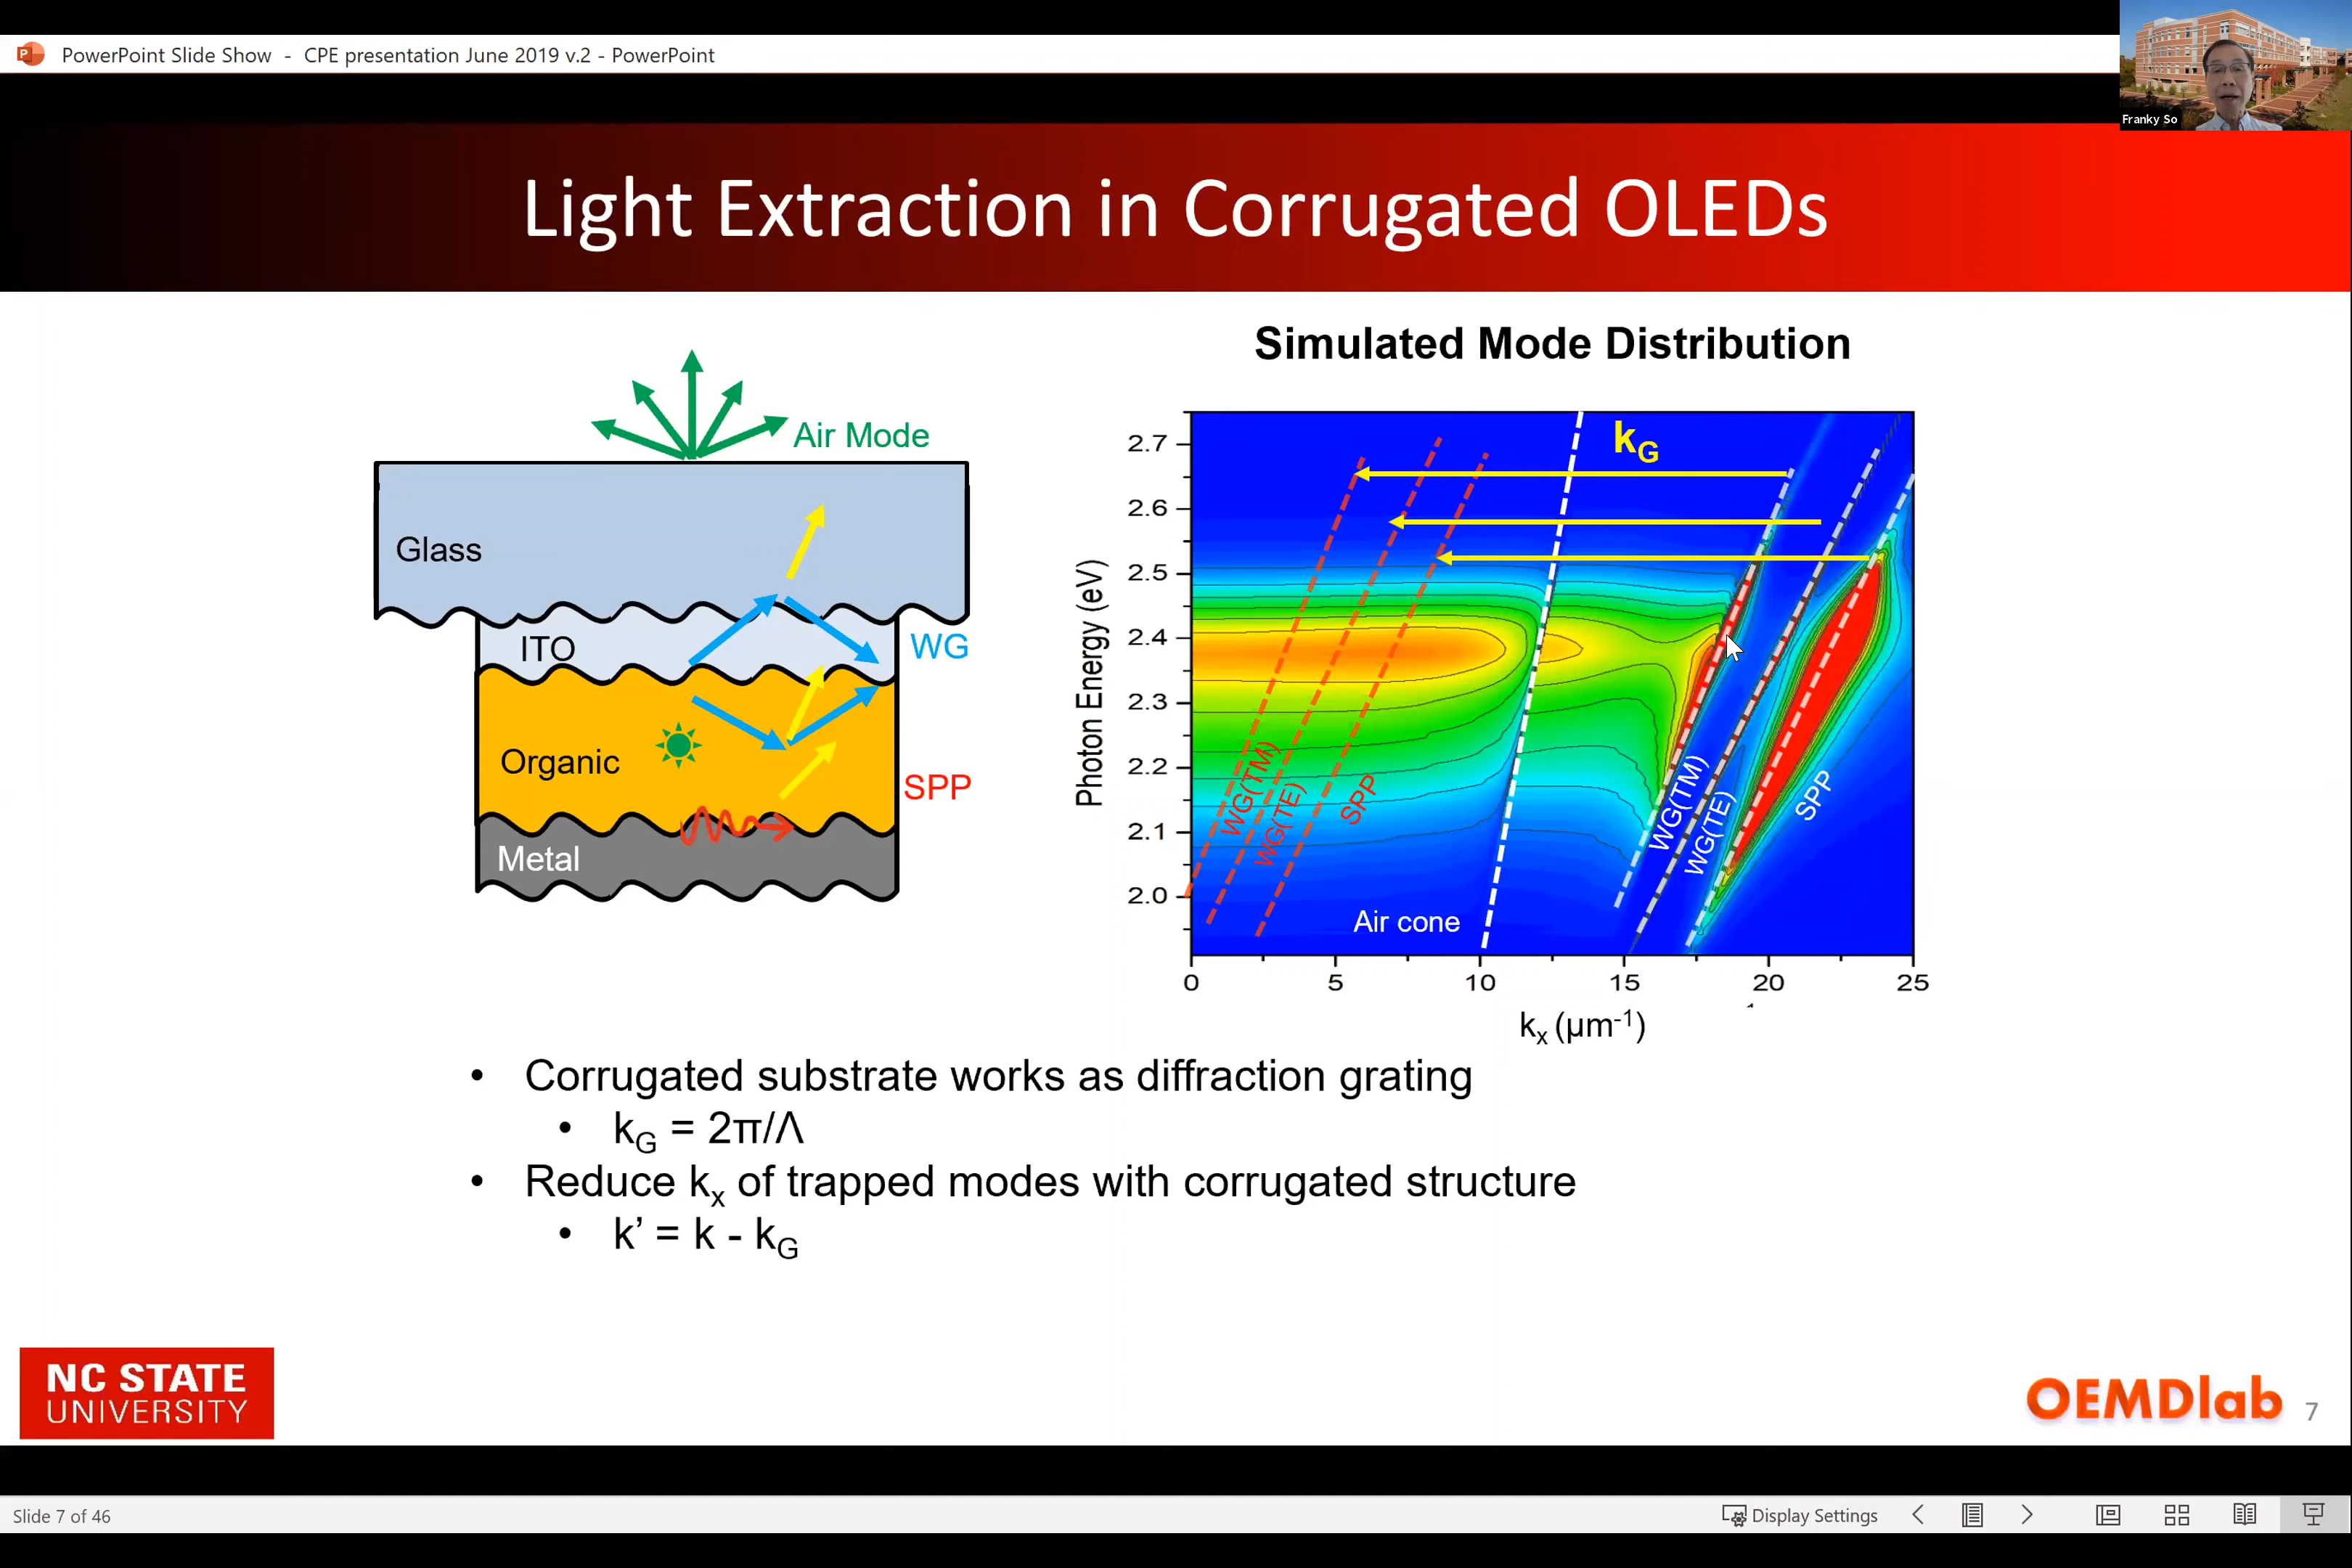 PowerPoint Slide Show - CPE presentation June 2019 v.2 - PowerPoint
Franky So
Light Extraction in Corrugated OLEDs
Air Mode
Glass
ITO
WG
Organic
SPP
Metal
Simulated Mode Distribution
k_G
Photon Energy (eV)
2.7
2.6
2.5
2.4
2.3
2.2
2.1
2.0
WG(TM)
WG(TE)
SPP
WG(TM)
WG(TE)
SPP
Air cone
0 5 10 15 20 25
k_x (μm⁻¹)
• Corrugated substrate works as diffraction grating
• k_G = 2π/Λ
• Reduce k_x of trapped modes with corrugated structure
• k’ = k - k_G
NC STATE
UNIVERSITY
OEMDlab
7
Slide 7 of 46
Display Settings